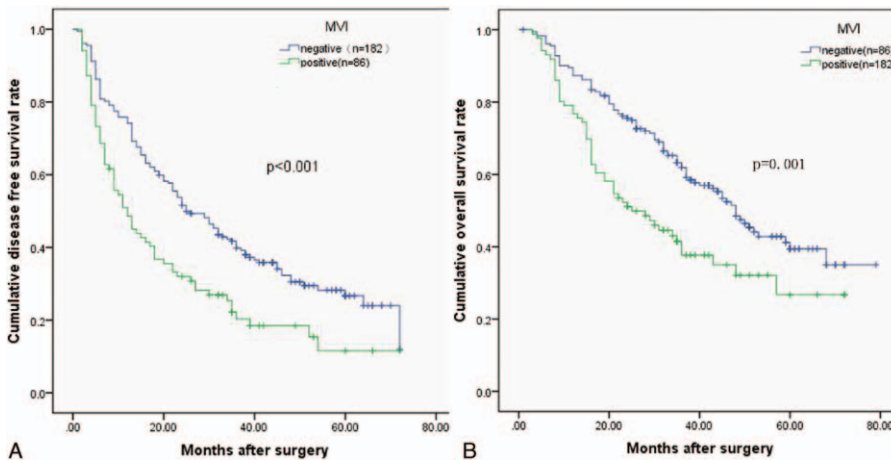 MVI
negative（n=182）
positive(n=86)
p<0.001
Cumulative disease free survival rate
1.0
0.8
0.6
0.4
0.2
0.0
.00
20.00
40.00
60.00
80.00
Months after surgery
A
MVI
negative(n=86
positive(n=182
p=0.001
Cumulative overall survival rate
1.0
0.8
0.6
0.4
0.2
0.0
.00
20.00
40.00
60.00
80.00
Months after surgery
B